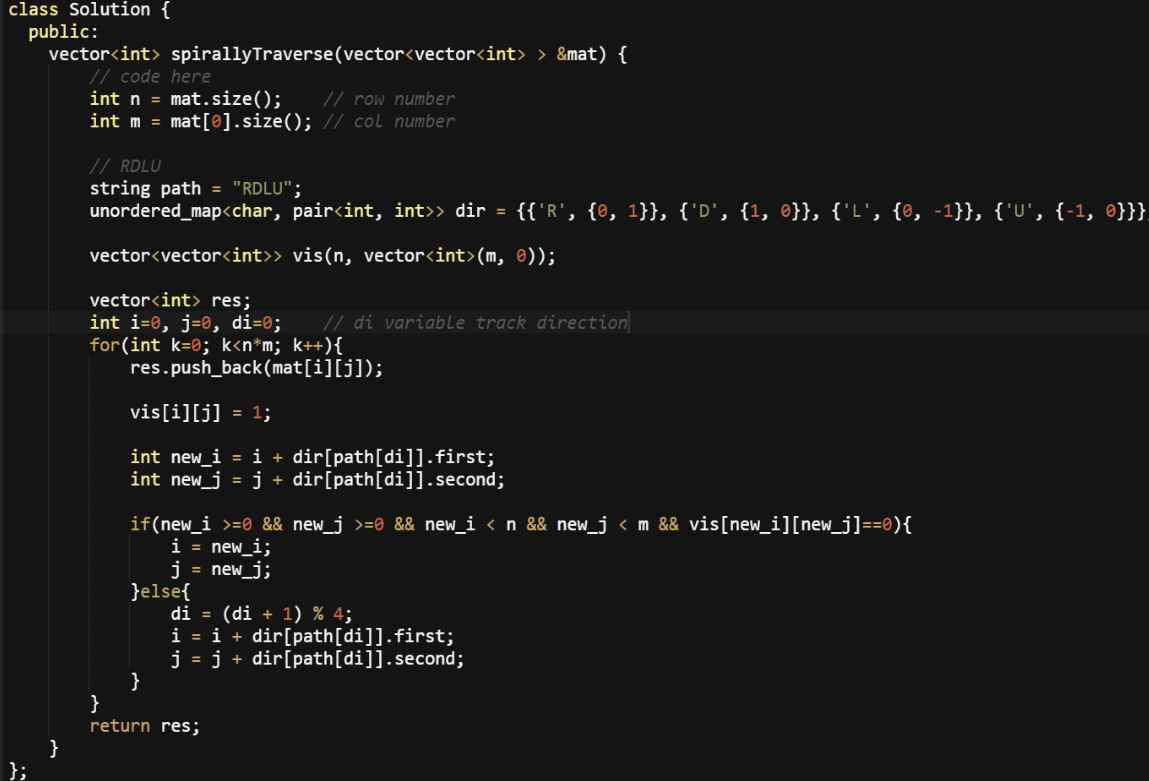 class Solution {
  public:
    vector<int> spirallyTraverse(vector<vector<int> > &mat) {
        // code here
        int n = mat.size();    // row number
        int m = mat[0].size(); // col number

        // RDLU
        string path = "RDLU";
        unordered_map<char, pair<int, int>> dir = {{'R', {0, 1}}, {'D', {1, 0}}, {'L', {0, -1}}, {'U', {-1, 0}}};

        vector<vector<int>> vis(n, vector<int>(m, 0));

        vector<int> res;
        int i=0, j=0, di=0;    // di variable track direction
        for(int k=0; k<n*m; k++){
            res.push_back(mat[i][j]);

            vis[i][j] = 1;

            int new_i = i + dir[path[di]].first;
            int new_j = j + dir[path[di]].second;

            if(new_i >=0 && new_j >=0 && new_i < n && new_j < m && vis[new_i][new_j]==0){
                i = new_i;
                j = new_j;
            }else{
                di = (di + 1) % 4;
                i = i + dir[path[di]].first;
                j = j + dir[path[di]].second;
            }
        }
        return res;
    }
};